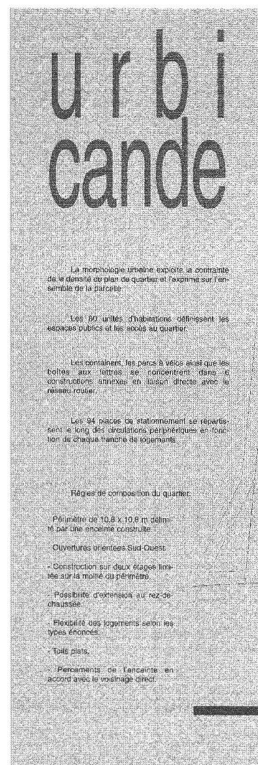 urbi
cande
La morphologie urbaine exploite la contrainte
de la densité du plan de quartier et l'exprime sur l'en-
semble de la parcelle.
Les 60 unités d'habitations définissent les
espaces publics et les accès au quartier.
Les containers, les parcs à vélos ainsi que les
boîtes aux lettres se concentrent dans 6
constructions annexes en liaison directe avec le
réseau routier.
Les 94 places de stationnement se répartis-
sent le long des circulations périphériques en fonc-
tion de chaque tranche de logements.
Règles de composition du quartier:
- Périmètre de 10,8 x 10,8 m délimi-
té par une enceinte construite.
- Ouvertures orientées Sud-Ouest.
- Construction sur deux étages limi-
tée sur la moitié du périmètre.
- Possibilité d'extension au rez-de-
chaussée.
- Flexibilité des logements selon les
types énoncés.
- Toits plats.
- Percements de l'enceinte en
accord avec le voisinage direct.